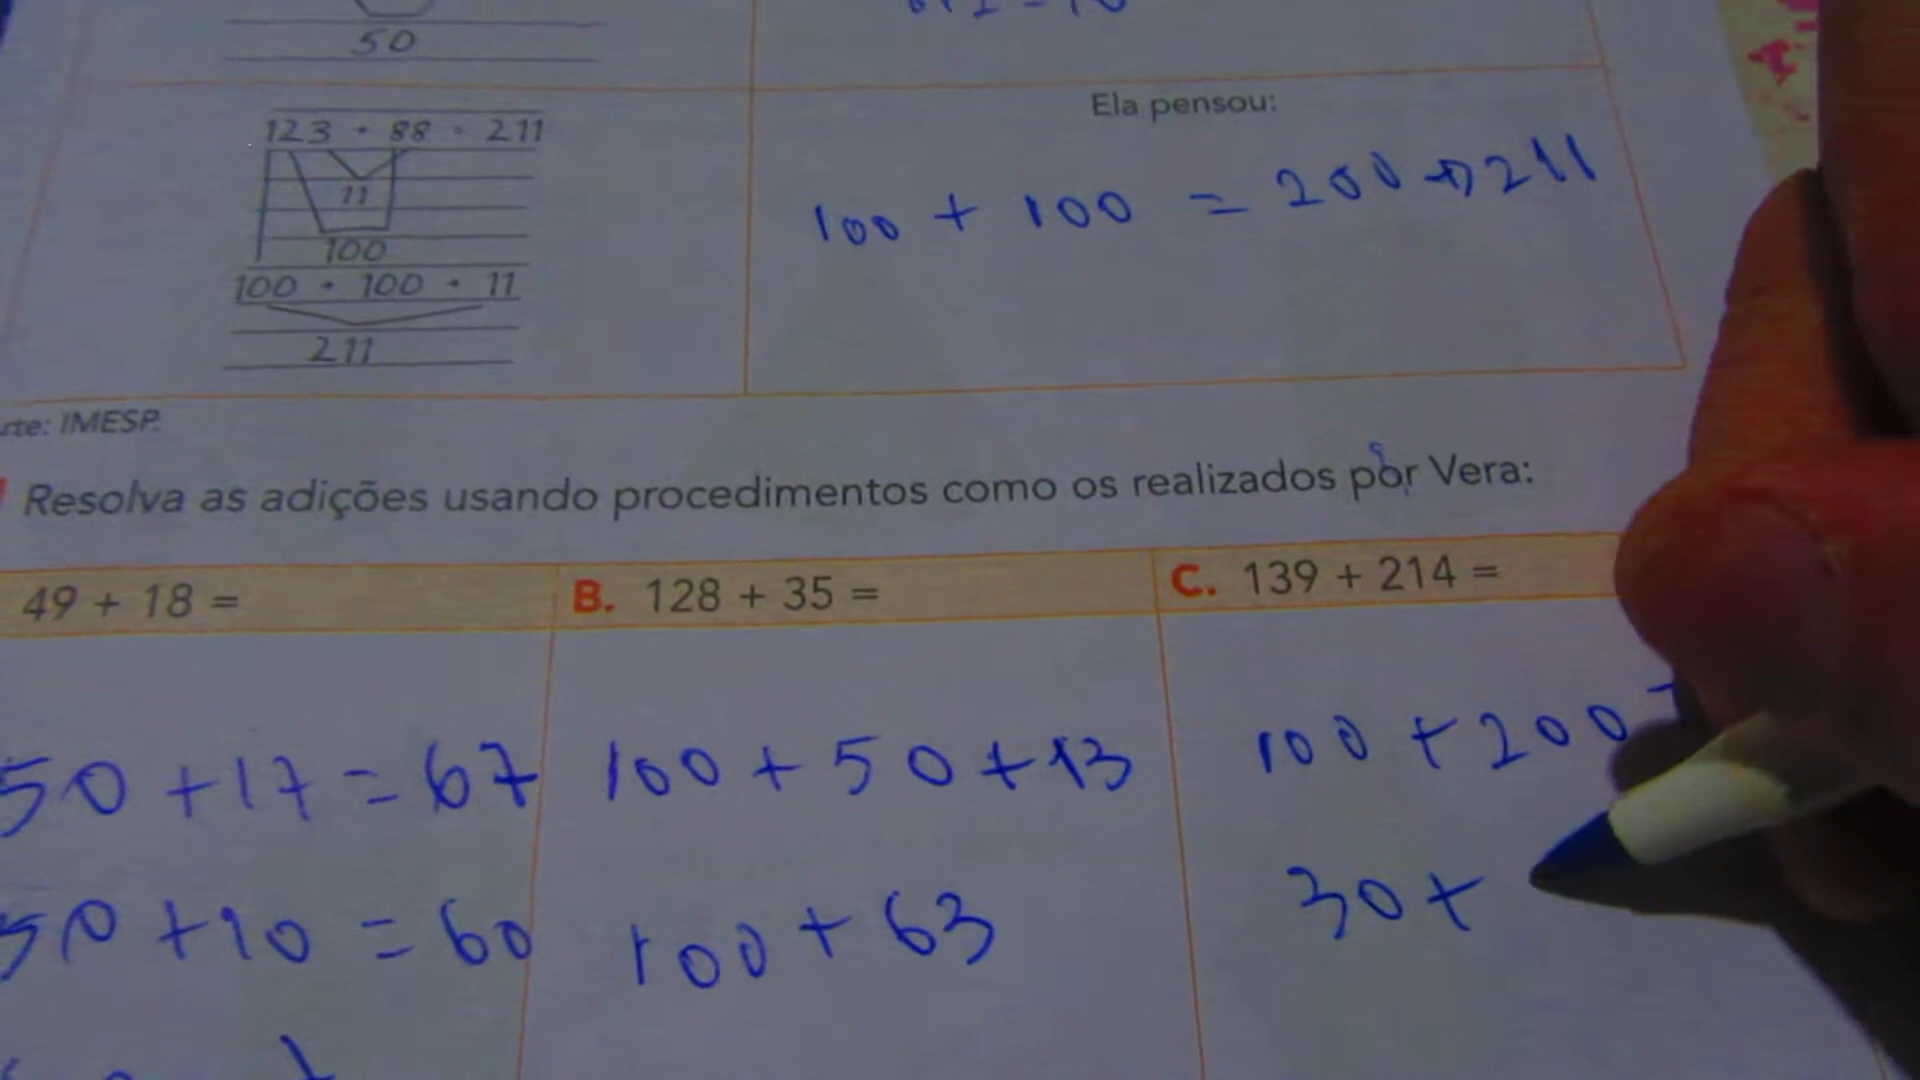 50
123 + 88 = 211
11
100
100 + 100 + 11
211
Ela pensou:
100 + 100 = 200 → 211
rte: IMESP.
Resolva as adições usando procedimentos como os realizados por Vera:
49 + 18 =
B. 128 + 35 =
C. 139 + 214 =
50 + 17 = 67
50 + 10 = 60
100 + 50 + 13
100 + 63
100 + 200
30 +